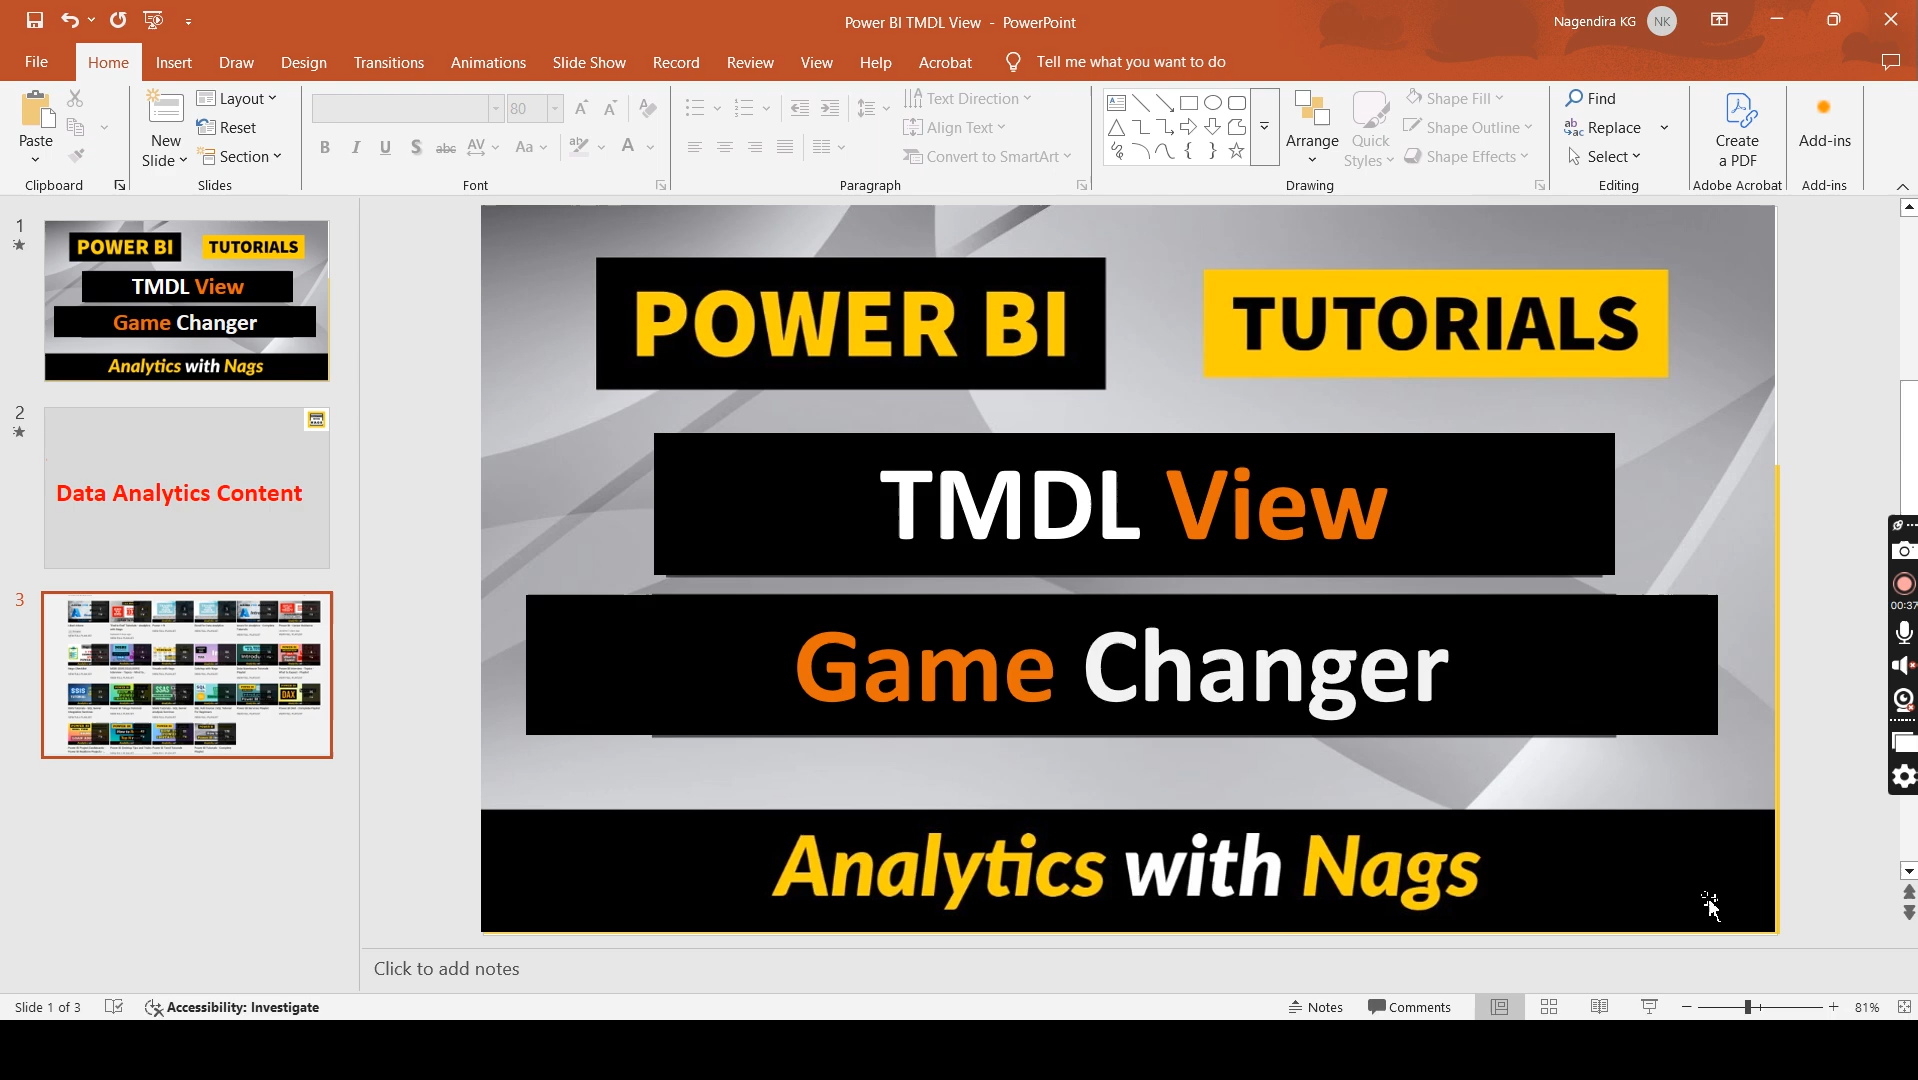 Power BI TMDL View - PowerPoint
Nagendira KG NK
File Home Insert Draw Design Transitions Animations Slide Show Record Review View Help Acrobat Tell me what you want to do
Paste
Clipboard
New
Slide
Layout
Reset
Section
Slides
80
B I U S abc AV Aa A
Font
Text Direction
Align Text
Convert to SmartArt
Paragraph
Arrange
Quick
Styles
Shape Fill
Shape Outline
Shape Effects
Drawing
Find
Replace
Select
Editing
Create
a PDF
Adobe Acrobat
Add-ins
Add-ins
1
POWER BI TUTORIALS
TMDL View
Game Changer
Analytics with Nags
2
Data Analytics Content
3
POWER BI TUTORIALS
TMDL View
Game Changer
Analytics with Nags
00:37
Click to add notes
Slide 1 of 3
Accessibility: Investigate
Notes
Comments
81%